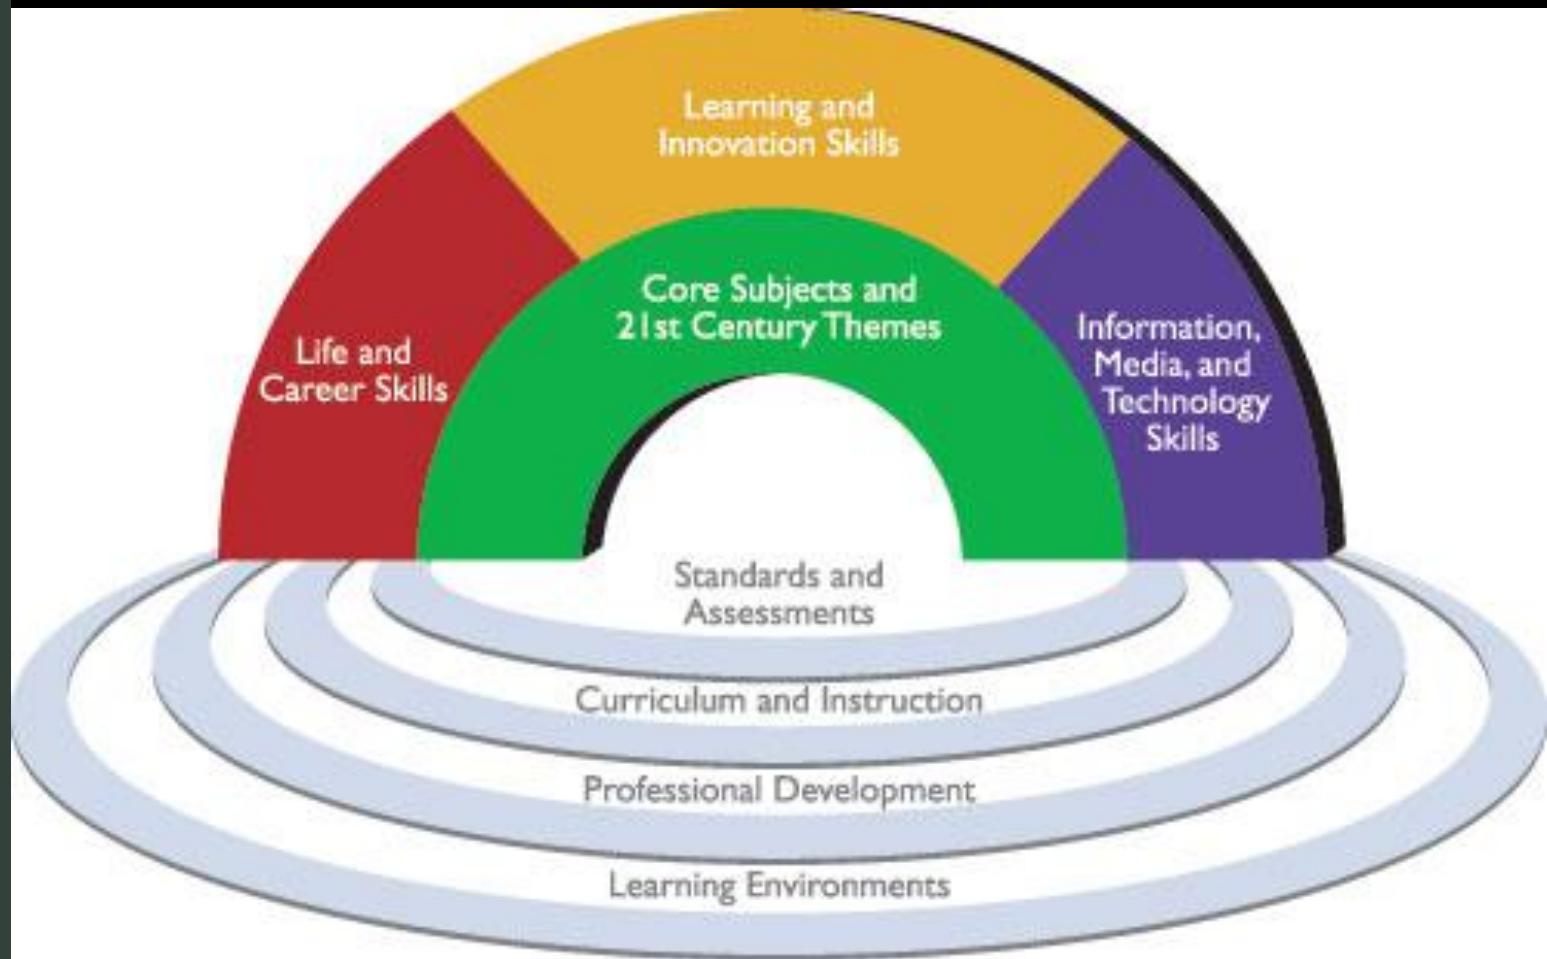 Learning and
Innovation Skills
Core Subjects and
21st Century Themes
Life and
Career Skills
Information,
Media, and
Technology
Skills
Standards and
Assessments
Curriculum and Instruction
Professional Development
Learning Environments